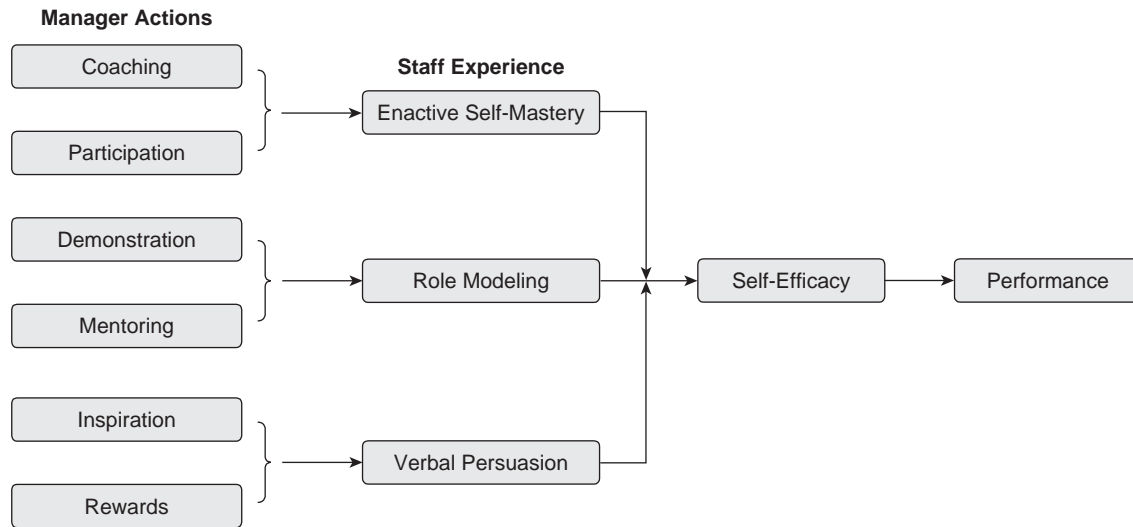 Manager Actions
Coaching
Participation
Demonstration
Mentoring
Inspiration
Rewards
Staff Experience
Enactive Self-Mastery
Role Modeling
Verbal Persuasion
Self-Efficacy
Performance